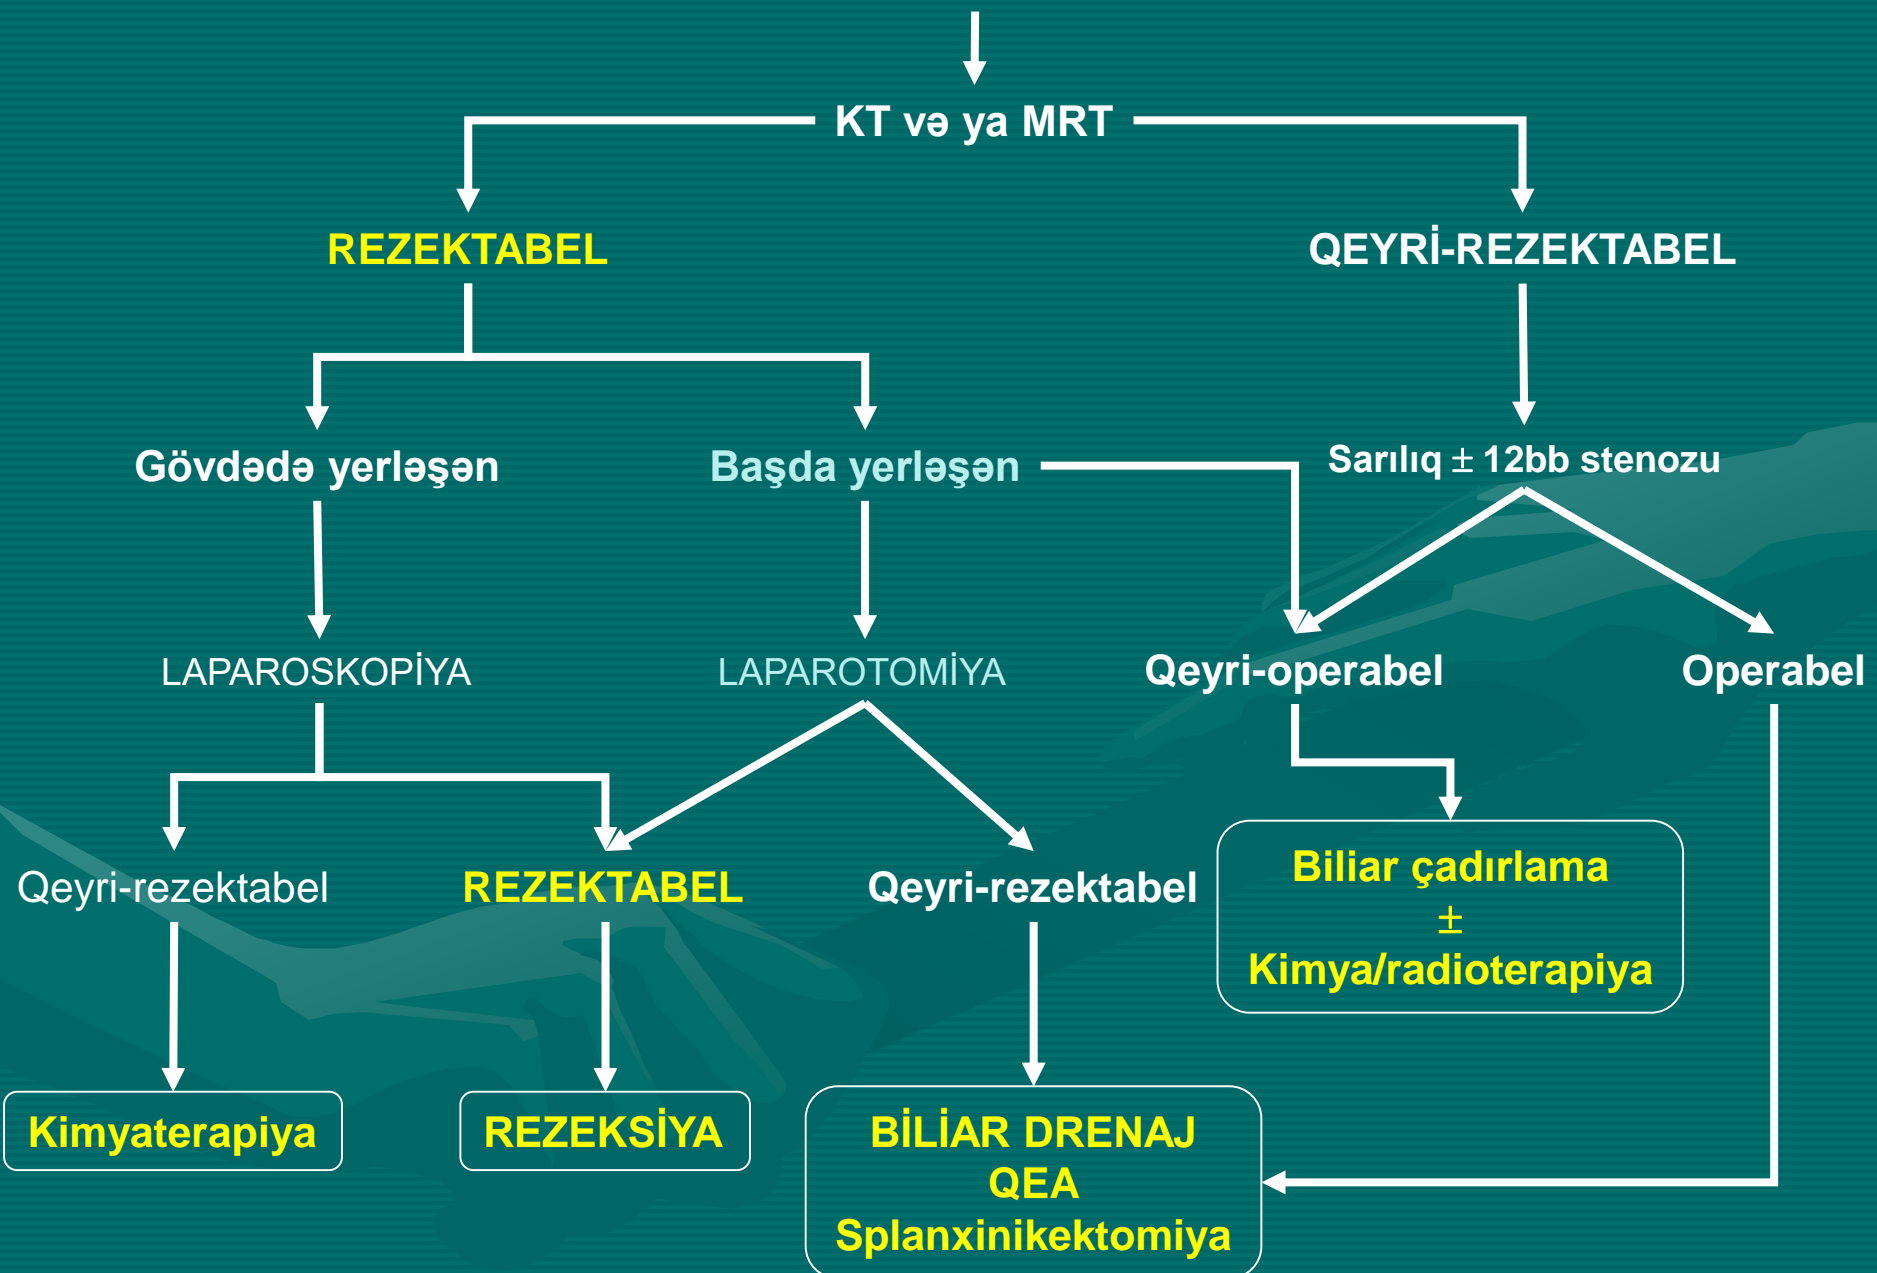 KT və ya MRT
REZEKTABEL
QEYRİ-REZEKTABEL
Gövdədə yerləşən
Başda yerləşən
Sarılıq ± 12bb stenozu
LAPAROSKOPİYA
LAPAROTOMİYA
Qeyri-operabel
Operabel
Qeyri-rezektabel
REZEKTABEL
Qeyri-rezektabel
Biliar çadırlama
±
Kimya/radioterapiya
Kimyaterapiya
REZEKSİYA
BİLİAR DRENAJ
QEA
Splanxinikektomiya